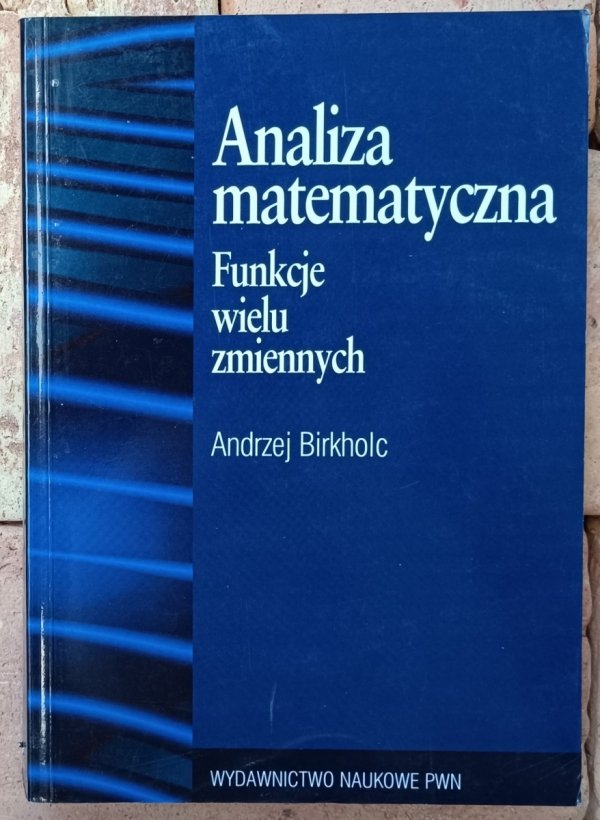 Analiza
matematyczna
Funkcje
wielu
zmiennych
Andrzej Birkholc
WYDAWNICTWO NAUKOWE PWN